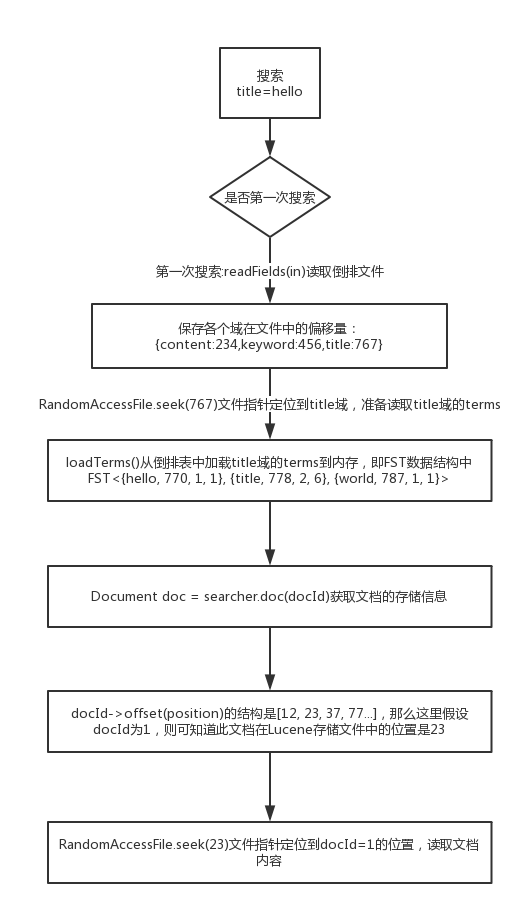 搜索
title=hello
是否第一次搜索
第一次搜索:readFields(in)读取倒排文件
保存各个域在文件中的偏移量：
{content:234,keyword:456,title:767}
RandomAccessFile.seek(767)文件指针定位到title域，准备读取title域的terms
loadTerms()从倒排表中加载title域的terms到内存，即FST数据结构中
FST<{hello, 770, 1, 1}, {title, 778, 2, 6}, {world, 787, 1, 1}>
Document doc = searcher.doc(docId)获取文档的存储信息
docId->offset(position)的结构是[12, 23, 37, 77...]，那么这里假设
docId为1，则可知道此文档在Lucene存储文件中的位置是23
RandomAccessFile.seek(23)文件指针定位到docId=1的位置，读取文档
内容